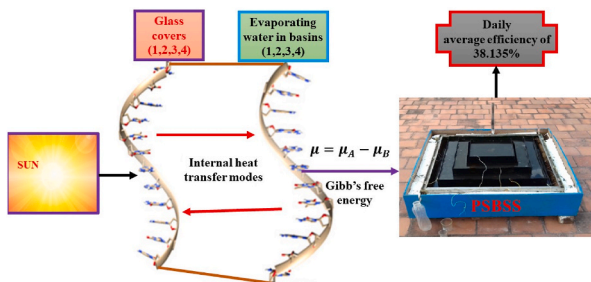 Glass
covers
(1,2,3,4)
Evaporating
water in basins
(1,2,3,4)
Daily
average efficiency of
38.135%
SUN
Internal heat
transfer modes
μ = μA − μB
Gibb's free
energy
PSBSS